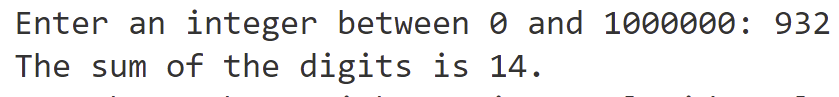 Enter an integer between 0 and 1000000: 932
The sum of the digits is 14.